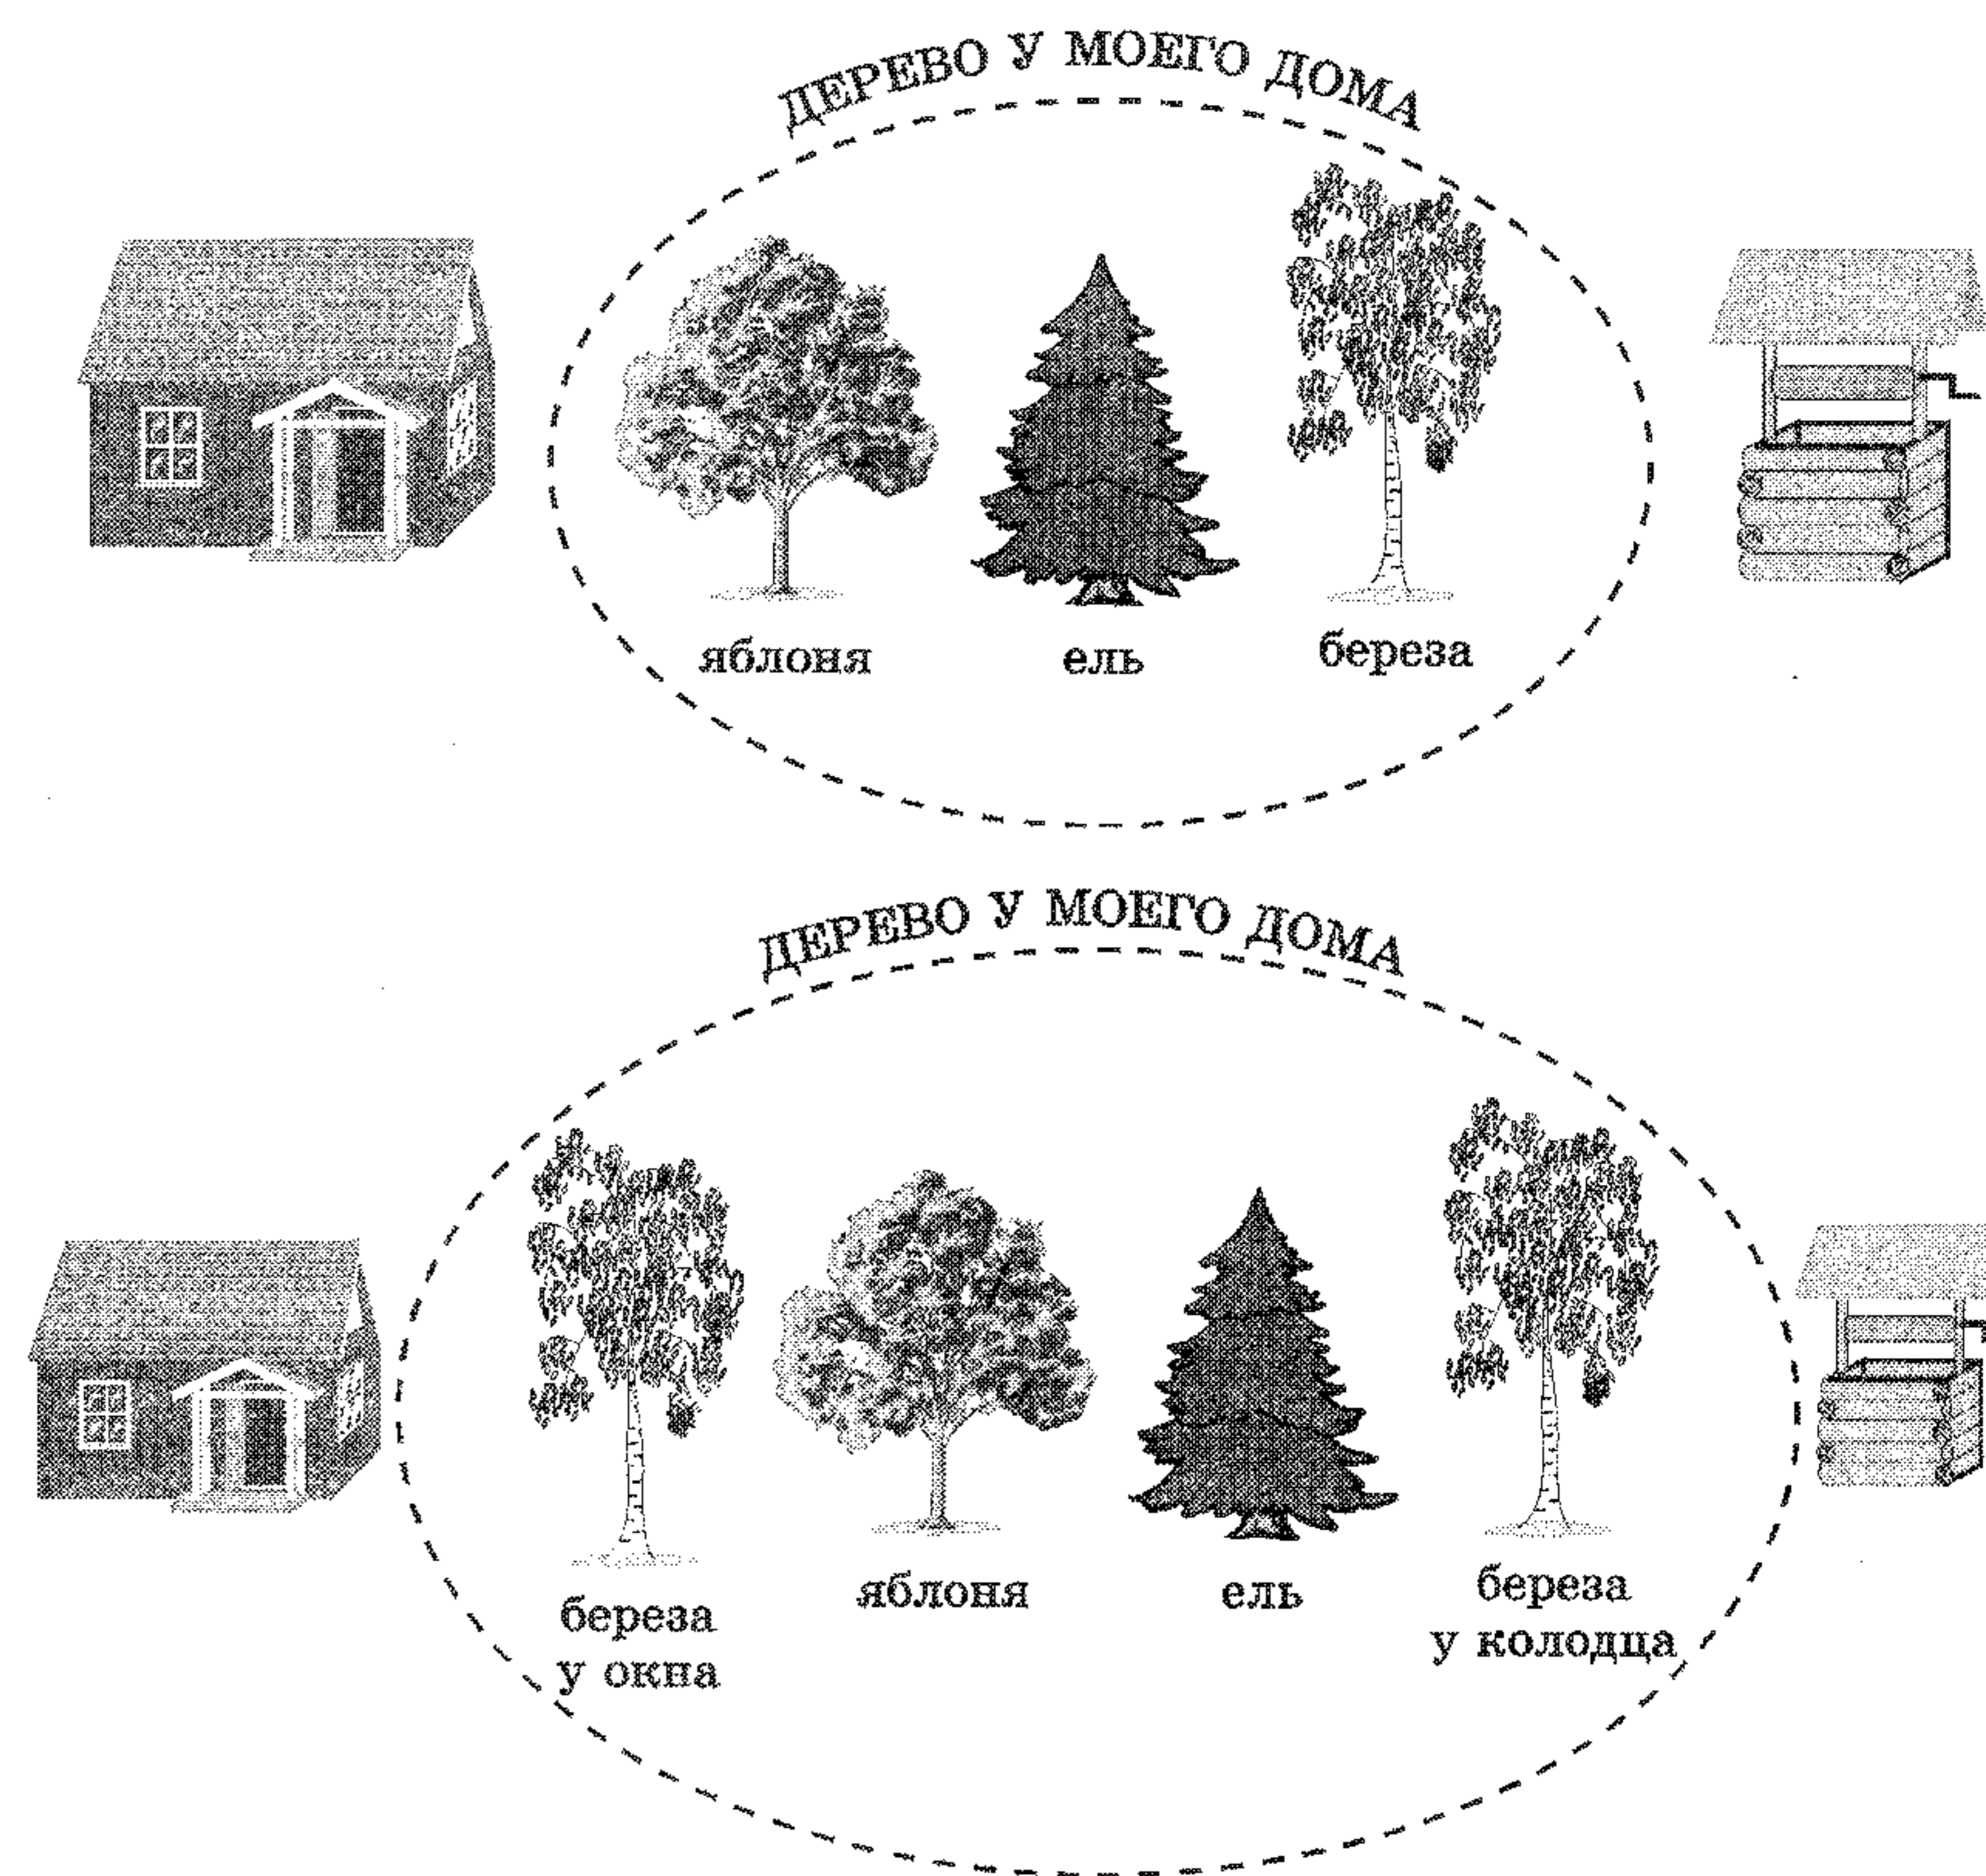 ДЕРЕВО У МОЕГО ДОМА
яблоня
ель
береза
ДЕРЕВО У МОЕГО ДОМА
береза
у окна
яблоня
ель
береза
у колодца